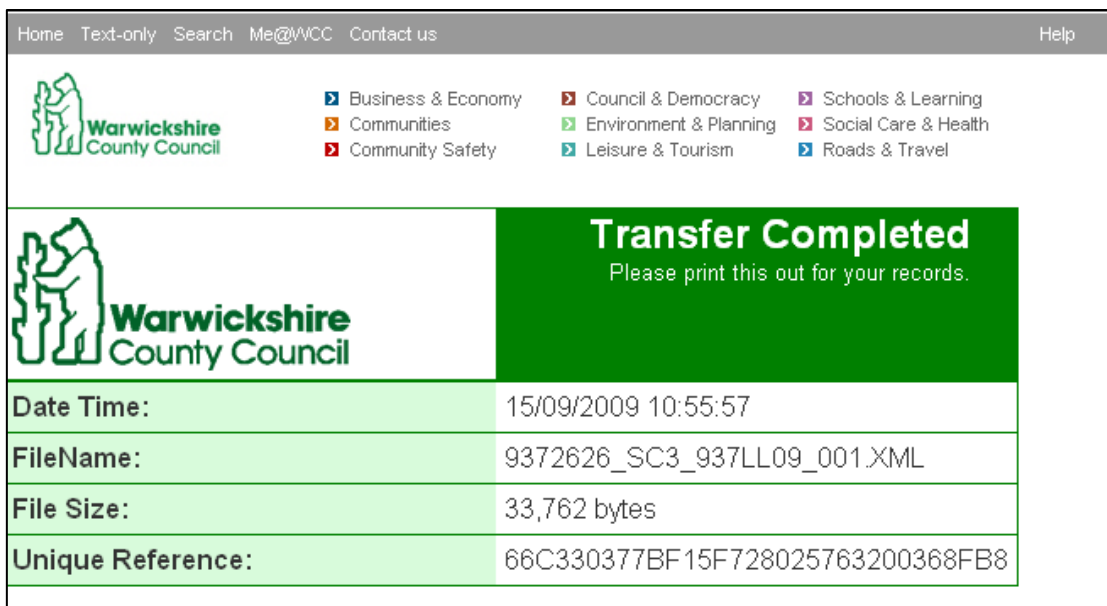 Home Text-only Search Me@WCC Contact us Help
Warwickshire
County Council
Business & Economy Council & Democracy Schools & Learning
Communities Environment & Planning Social Care & Health
Community Safety Leisure & Tourism Roads & Travel
Warwickshire
County Council
Transfer Completed
Please print this out for your records.
Date Time: 15/09/2009 10:55:57
FileName: 9372626_SC3_937LL09_001.XML
File Size: 33,762 bytes
Unique Reference: 66C330377BF15F728025763200368FB8